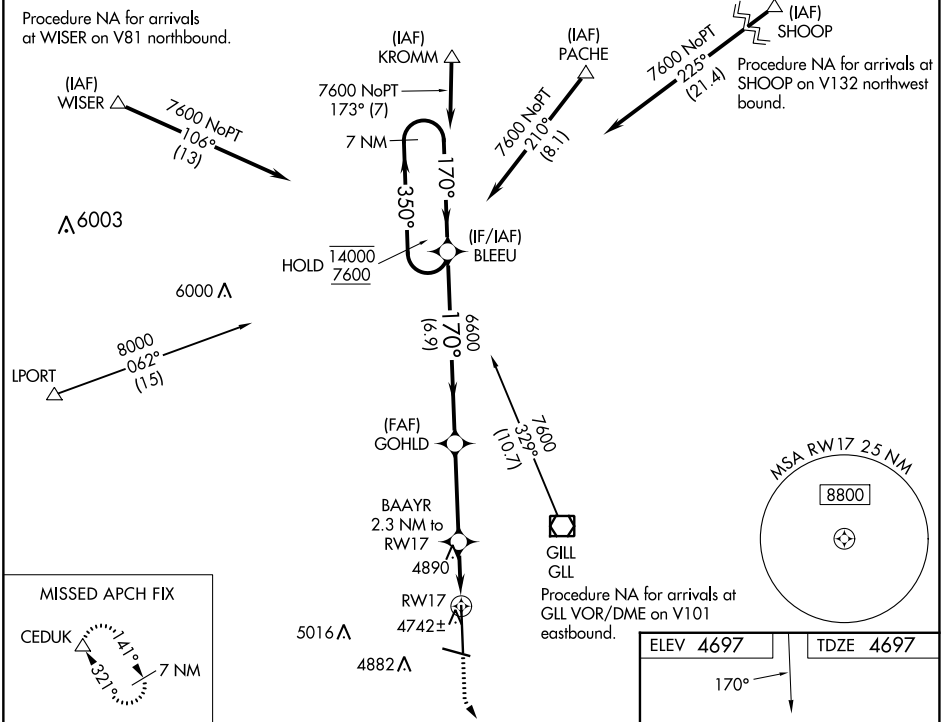 Procedure NA for arrivals
at WISER on V81 northbound.
(IAF)
WISER
7600 NoPT
106°
(13)
(IAF)
KROMM
7600 NoPT
173° (7)
7 NM
(IAF)
PACHE
7600 NoPT
210°
(8.1)
(IAF)
SHOOP
7600 NoPT
225°
(21.4)
Procedure NA for arrivals at
SHOOP on V132 northwest
bound.
170°
350°
6003
6000
HOLD
14000
7600
(IF/IAF)
BLEEU
6600
170°
(6.9)
LPORT
8000
062°
(15)
(FAF)
GOHLD
7600
329°
(10.7)
BAAYR
2.3 NM to
RW17
4890
GILL
GLL
Procedure NA for arrivals at
GLL VOR/DME on V101
eastbound.
MSA RW17 25 NM
8800
RW17
4742±
5016
4882
MISSED APCH FIX
CEDUK
141°
321°
7 NM
ELEV 4697
TDZE 4697
170°